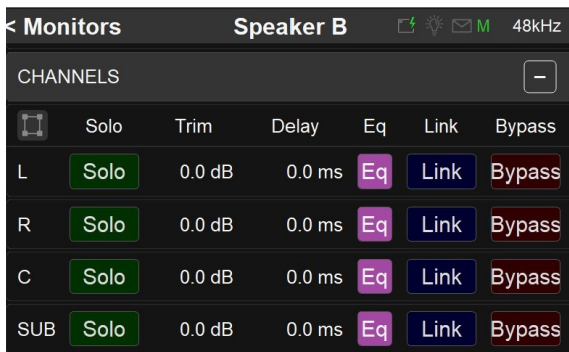 < Monitors Speaker B M 48kHz
CHANNELS −
Solo Trim Delay Eq Link Bypass
L Solo 0.0 dB 0.0 ms Eq Link Bypass
R Solo 0.0 dB 0.0 ms Eq Link Bypass
C Solo 0.0 dB 0.0 ms Eq Link Bypass
SUB Solo 0.0 dB 0.0 ms Eq Link Bypass